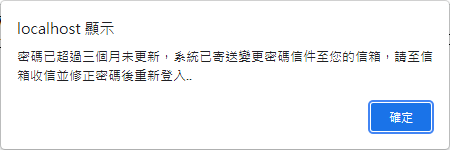 localhost 顯示
密碼已超過三個月未更新，系統已寄送變更密碼信件至您的信箱，請至信
箱收信並修正密碼後重新登入..
確定